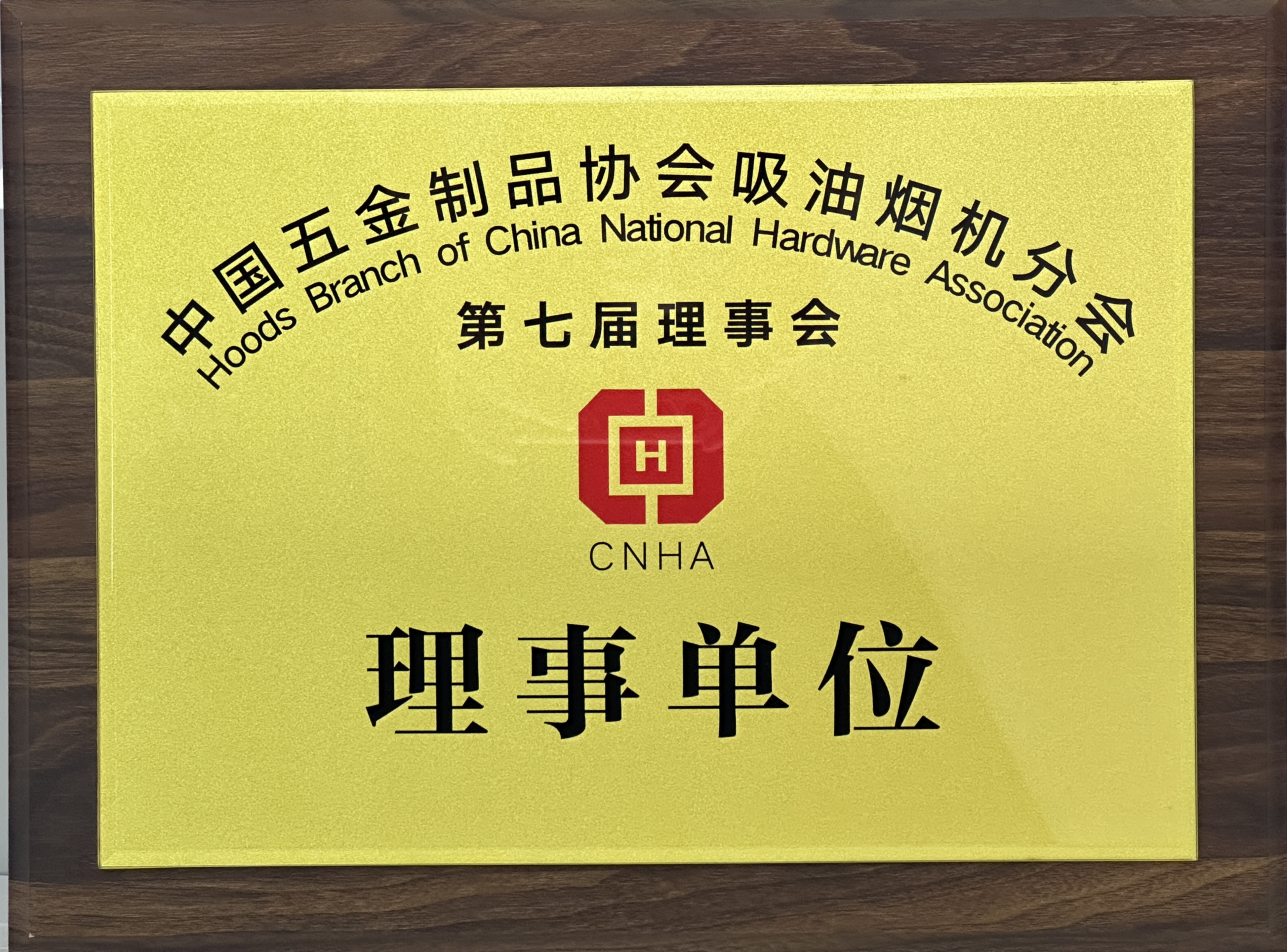 中国五金制品协会吸油烟机分会
Hoods Branch of China National Hardware Association
第七届理事会
H
CNHA
理事单位